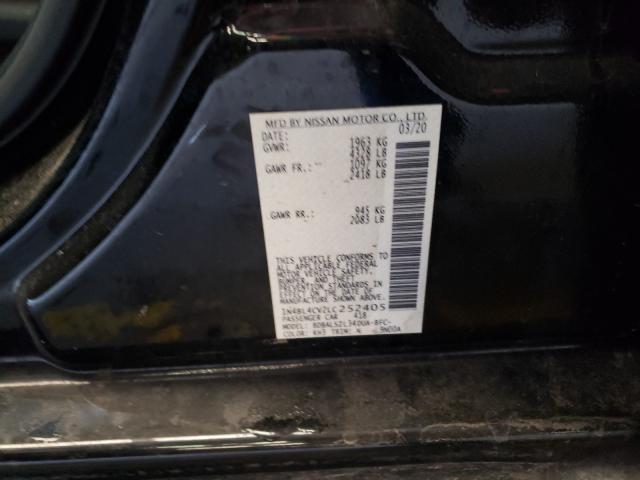 MFD BY NISSAN MOTOR CO., LTD.
DATE: 03/20
GVWR: 1963 KG
4328 LB
GAWR FR.: 1097 KG
2418 LB
GAWR RR.: 945 KG
2083 LB
THIS VEHICLE CONFORMS TO
ALL APPLICABLE FEDERAL
MOTOR VEHICLE SAFETY,
BUMPER, AND THEFT
PREVENTION STANDARDS IN
EFFECT ON THE DATE OF
MANUFACTURE SHOWN ABOVE.
1N4BL4CV2LC252405
PASSENGER CAR 418
MODEL:
COLOR: KH3 TRIM: N